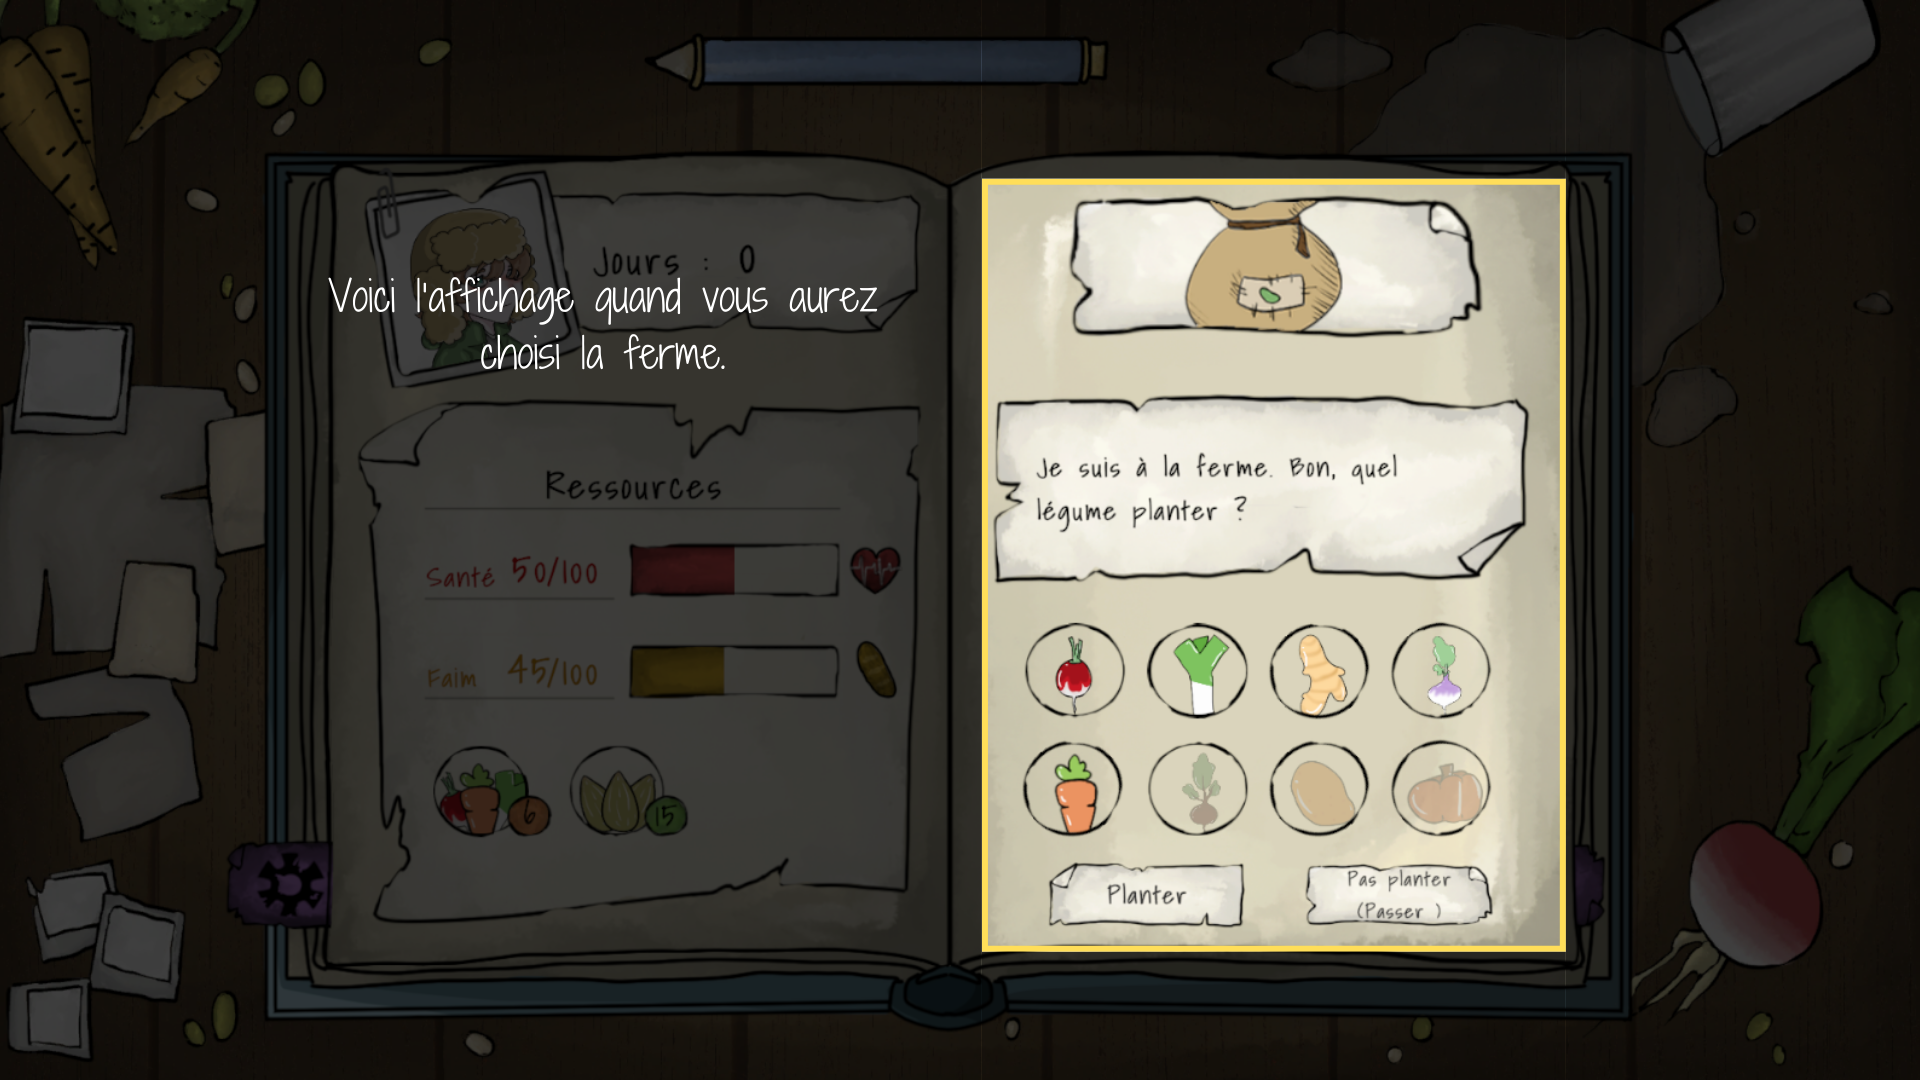 Jours : 0
Voici l'affichage quand vous aurez
choisi la ferme.
Ressources
Santé 50/100
Faim 45/100
6
15
Je suis à la ferme. Bon, quel
légume planter ?
Planter
Pas planter
(Passer )